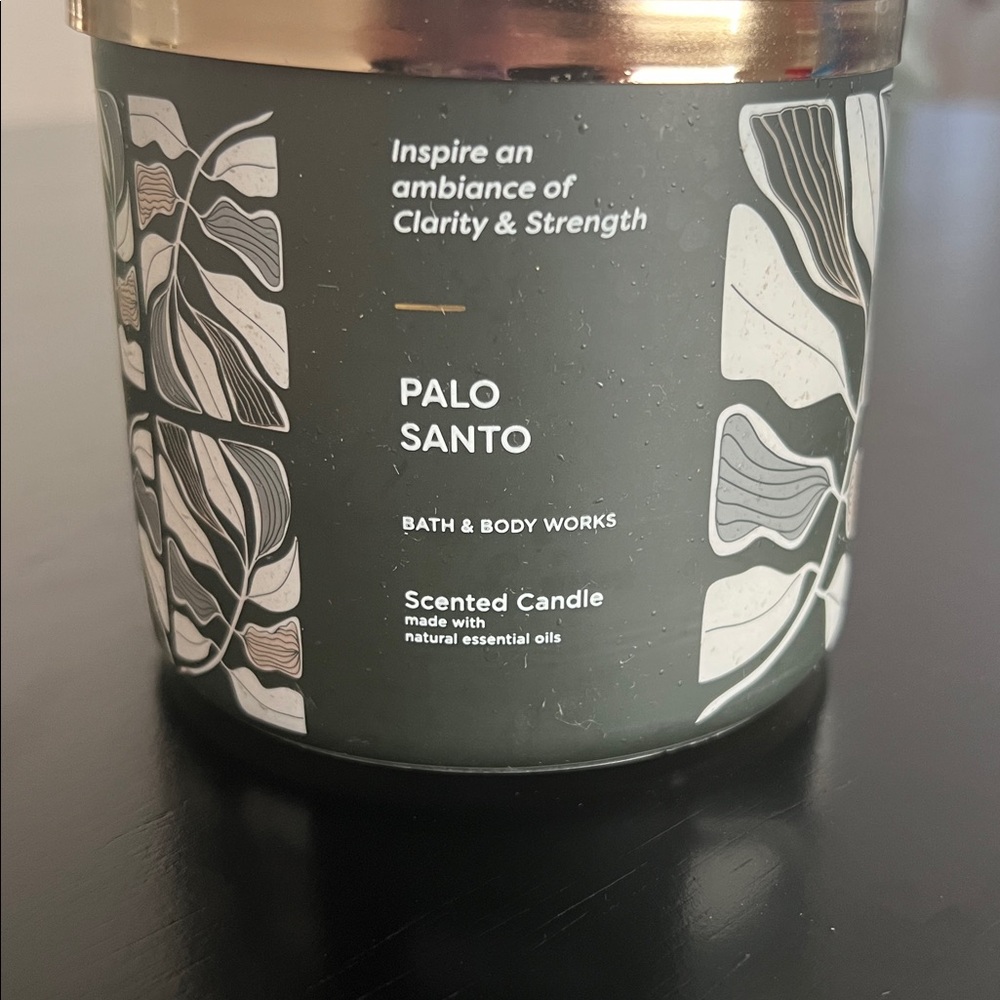 Inspire an
ambiance of
Clarity & Strength
PALO
SANTO
BATH & BODY WORKS
Scented Candle
made with
natural essential oils